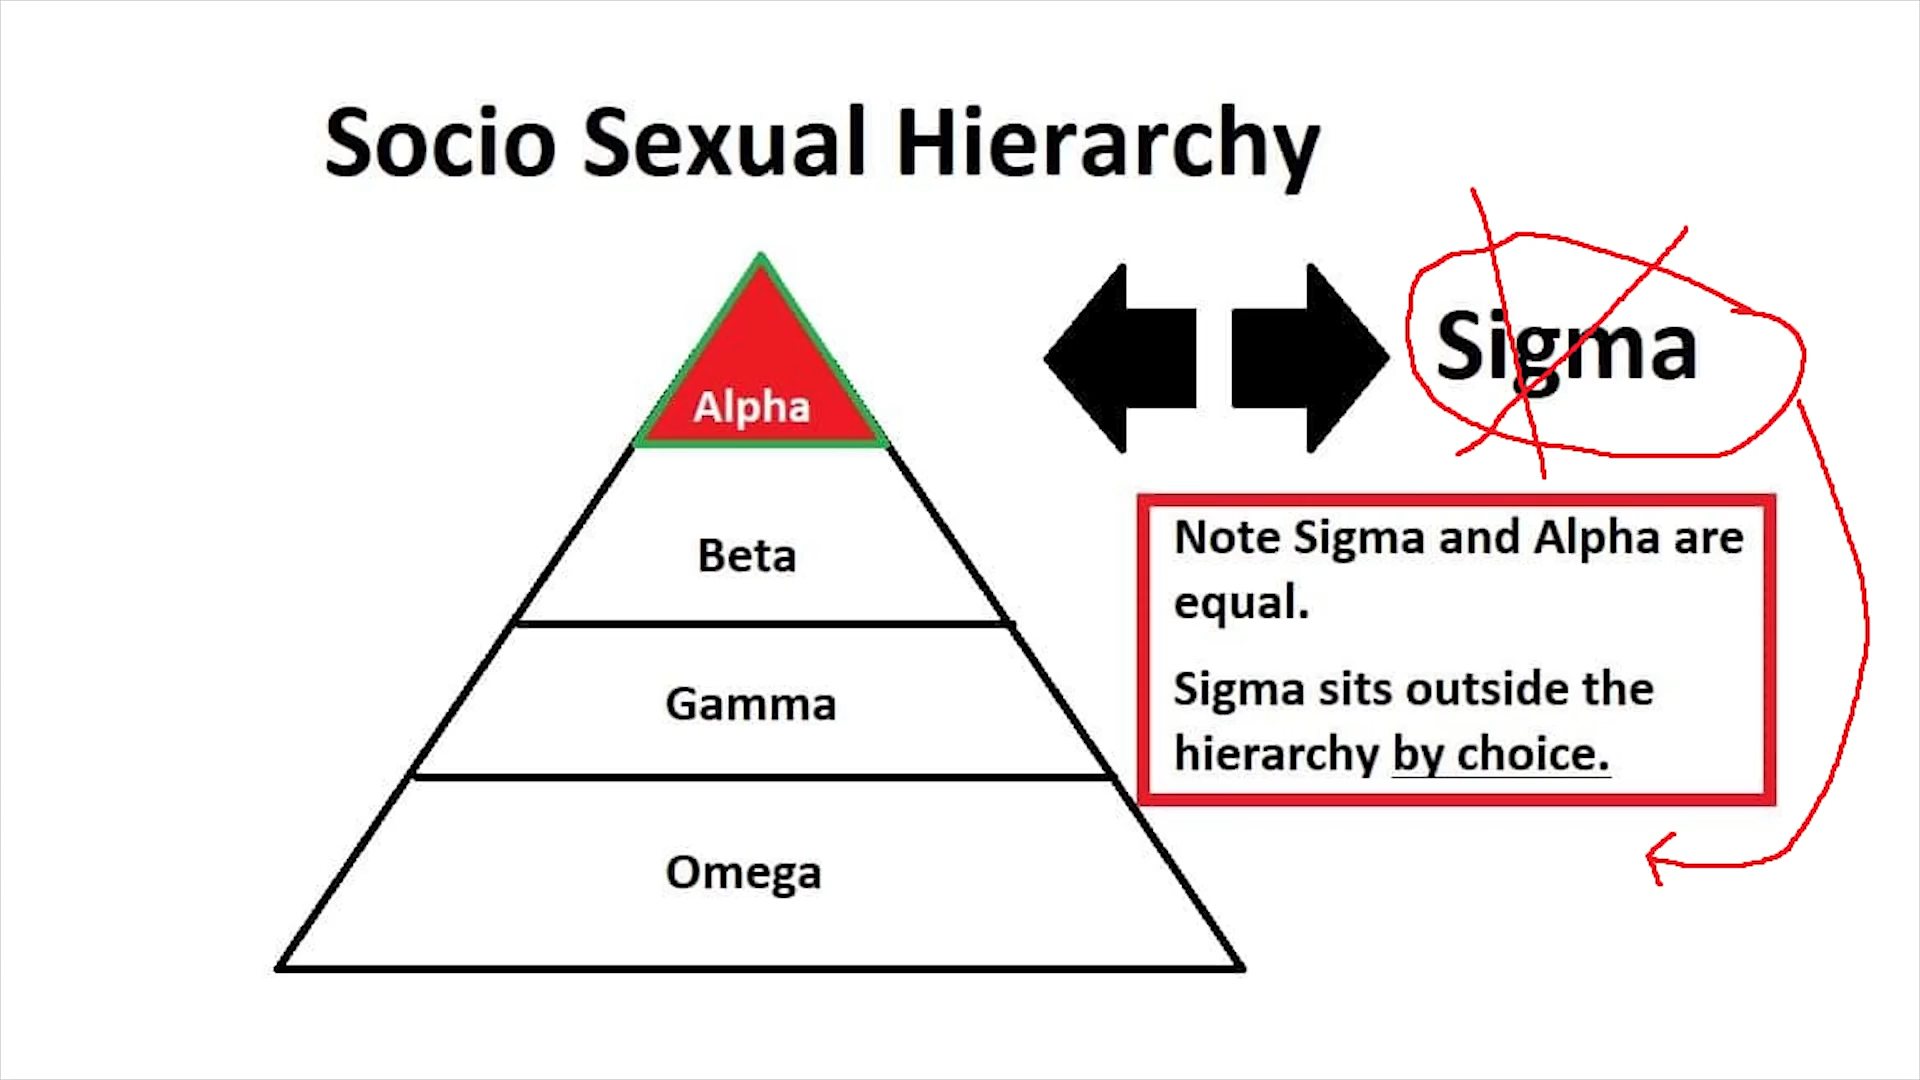 Socio Sexual Hierarchy
Alpha
Sigma
Beta
Gamma
Omega
Note Sigma and Alpha are
equal.
Sigma sits outside the
hierarchy by choice.